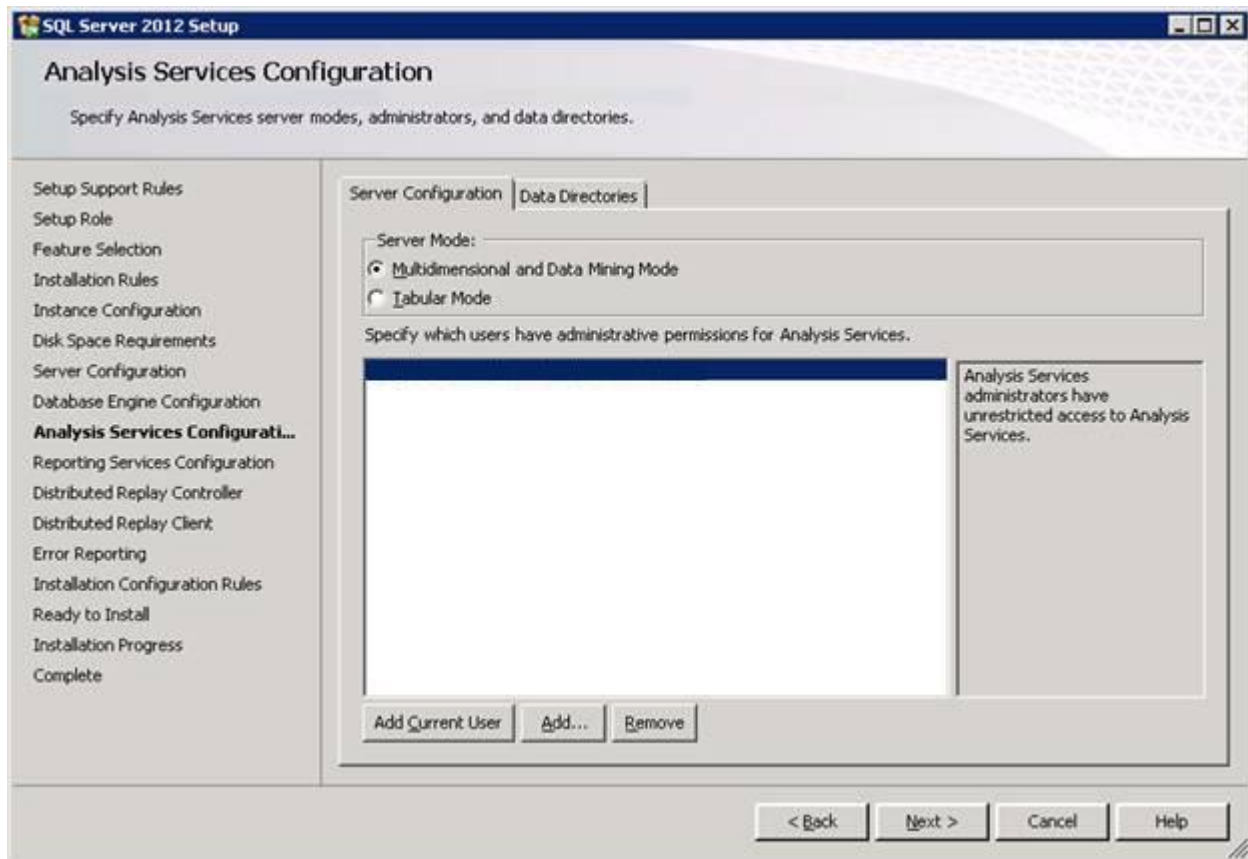 SQL Server 2012 Setup
Analysis Services Configuration
Specify Analysis Services server modes, administrators, and data directories.
Setup Support Rules
Setup Role
Feature Selection
Installation Rules
Instance Configuration
Disk Space Requirements
Server Configuration
Database Engine Configuration
Analysis Services Configurati...
Reporting Services Configuration
Distributed Replay Controller
Distributed Replay Client
Error Reporting
Installation Configuration Rules
Ready to Install
Installation Progress
Complete
Server Configuration
Data Directories
Server Mode:
Multidimensional and Data Mining Mode
Tabular Mode
Specify which users have administrative permissions for Analysis Services.
Analysis Services
administrators have
unrestricted access to Analysis
Services.
Add Current User
Add...
Remove
< Back
Next >
Cancel
Help